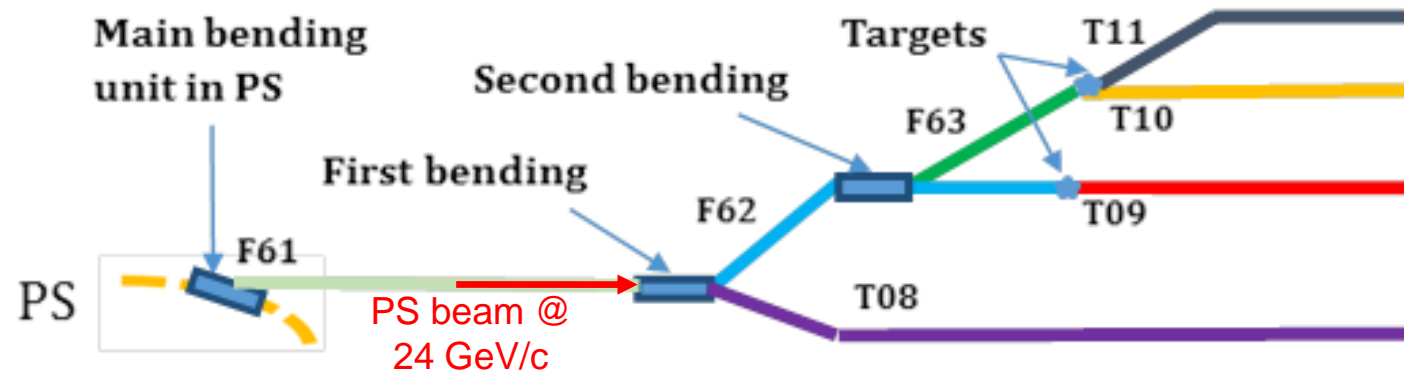 Main bending
unit in PS
Targets
T11
Second bending
T10
F63
First bending
F62
T09
F61
PS
PS beam @
24 GeV/c
T08